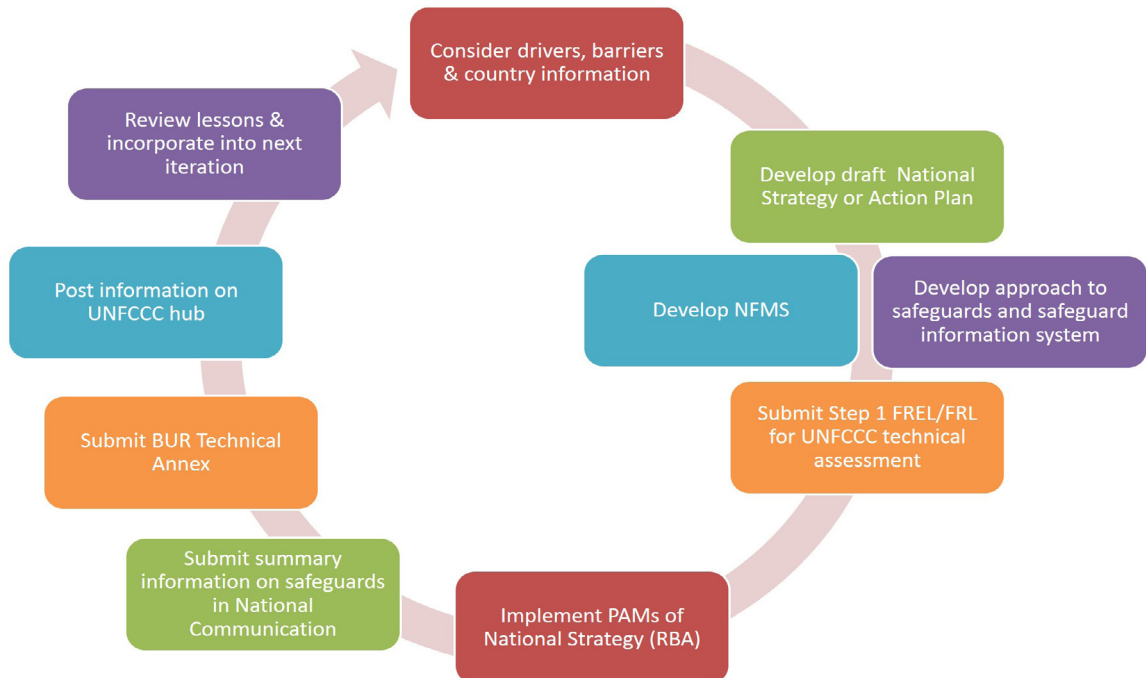 Consider drivers, barriers
& country information
Develop draft  National
Strategy or Action Plan
Develop NFMS
Develop approach to
safeguards and safeguard
information system
Submit Step 1 FREL/FRL
for UNFCCC technical
assessment
Implement PAMs of
National Strategy (RBA)
Submit summary
information on safeguards
in National
Communication
Submit BUR Technical
Annex
Post information on
UNFCCC hub
Review lessons &
incorporate into next
iteration